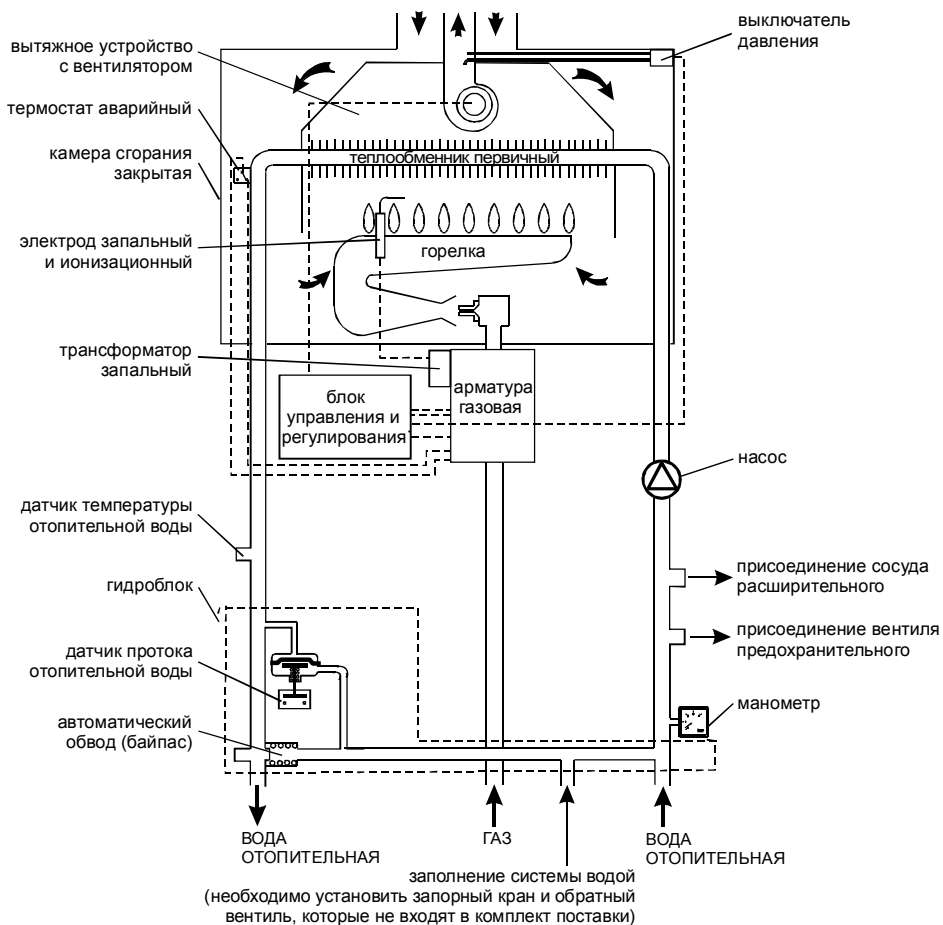 выключатель
давления
вытяжное устройство
с вентилятором
термостат аварийный
камера сгорания
закрытая
теплообменник первичный
электрод запальный
и ионизационный
горелка
трансформатор
запальный
блок
управления и
регулирования
арматура
газовая
насос
датчик температуры
отопительной воды
присоединение сосуда
расширительного
гидроблок
присоединение вентиля
предохранительного
датчик протока
отопительной воды
манометр
автоматический
обвод (байпас)
ВОДА
ОТОПИТЕЛЬНАЯ
ГАЗ
ВОДА
ОТОПИТЕЛЬНАЯ
заполнение системы водой
(необходимо установить запорный кран и обратный
вентиль, которые не входят в комплект поставки)